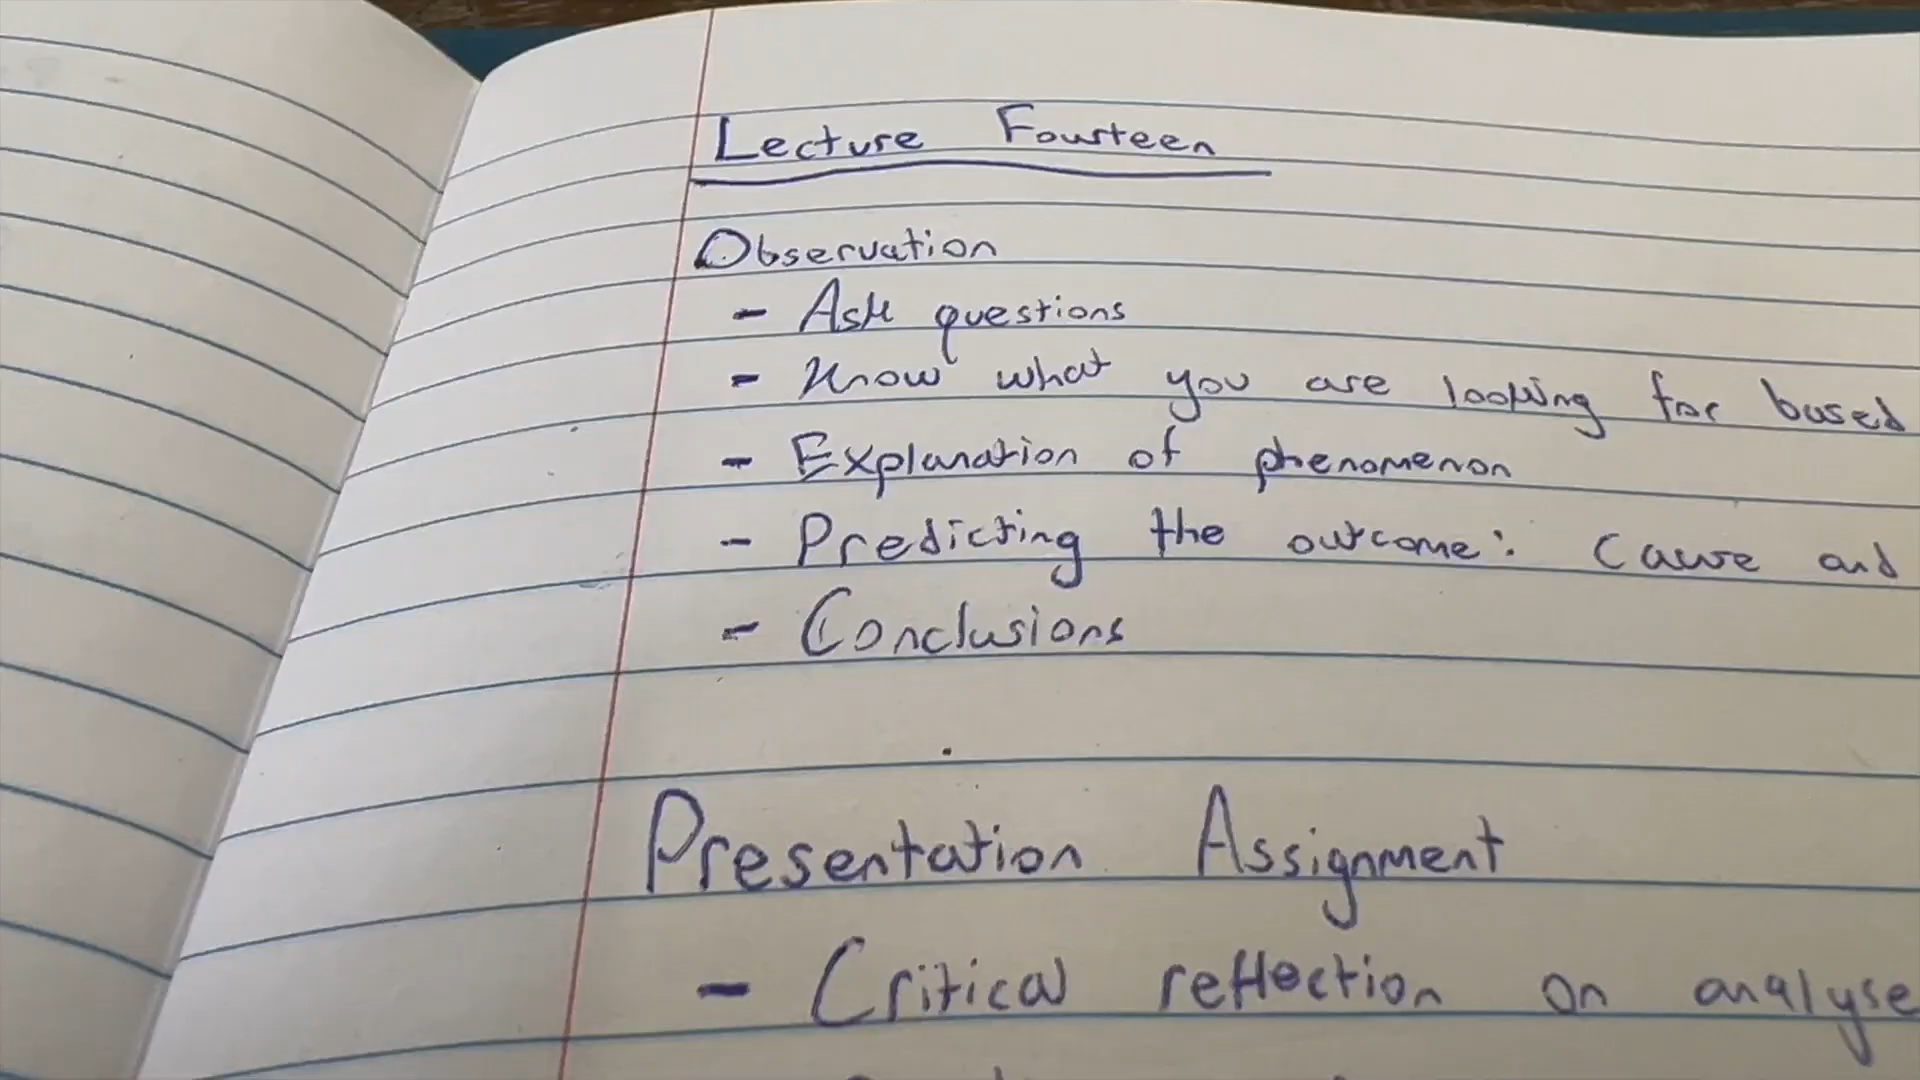 Lecture Fourteen
Observation
- Ask questions
- Know what you are looking for based
- Explanation of phenomenon
- Predicting the outcome: Cause and
- Conclusions
Presentation Assignment
- Critical reflection on analyse